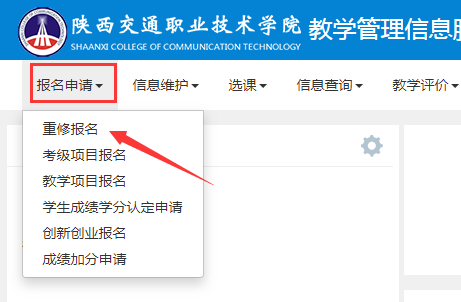 陕西交通职业技术学院 教学管理信息服
SHAANXI COLLEGE OF COMMUNICATION TECHNOLOGY
报名申请 信息维护 选课 信息查询 教学评价
重修报名
考级项目报名
教学项目报名
学生成绩学分认定申请
创新创业报名
成绩加分申请